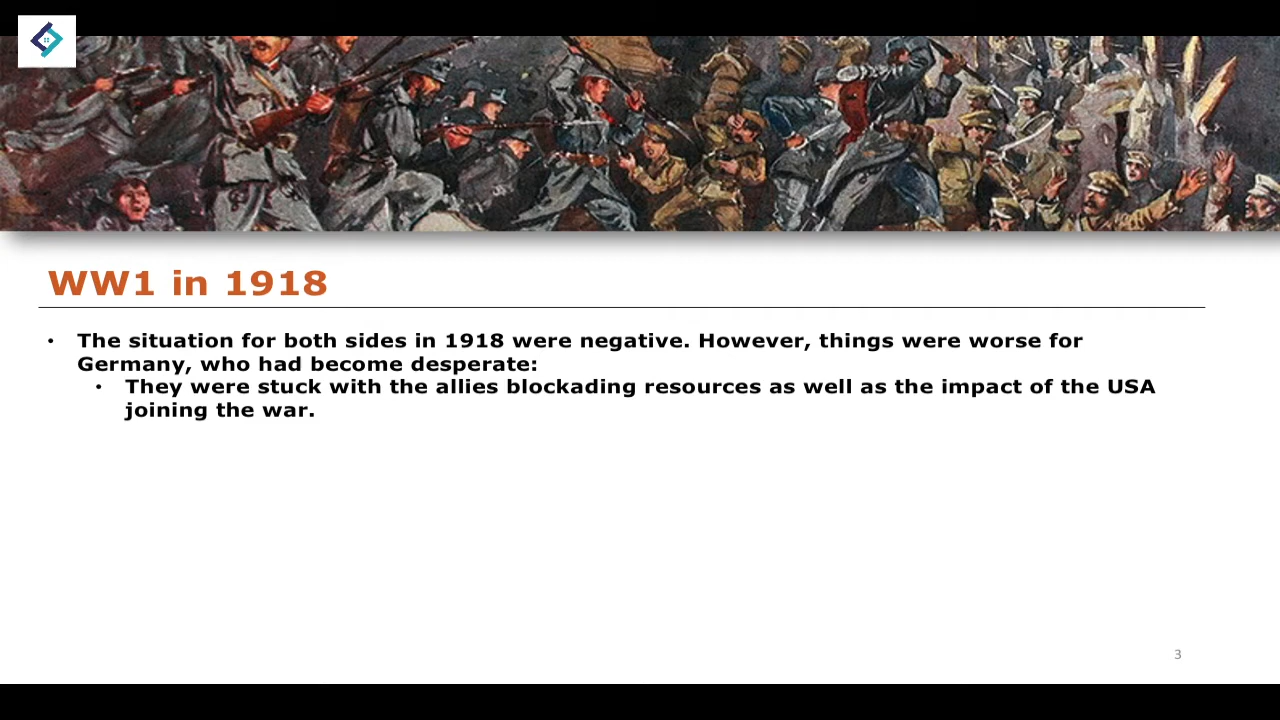 WW1 in 1918
• The situation for both sides in 1918 were negative. However, things were worse for
Germany, who had become desperate:
• They were stuck with the allies blockading resources as well as the impact of the USA
joining the war.
3